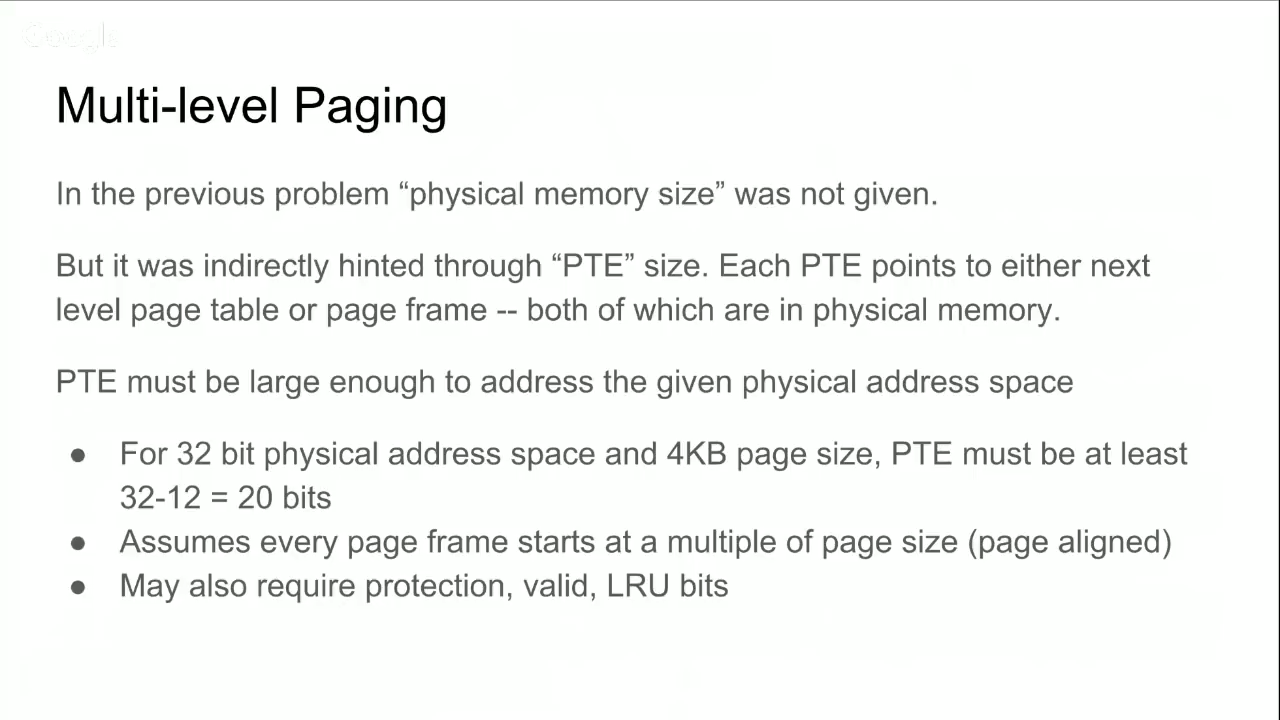 Google
Multi-level Paging
In the previous problem “physical memory size” was not given.
But it was indirectly hinted through “PTE” size. Each PTE points to either next
level page table or page frame -- both of which are in physical memory.
PTE must be large enough to address the given physical address space
● For 32 bit physical address space and 4KB page size, PTE must be at least
32-12 = 20 bits
● Assumes every page frame starts at a multiple of page size (page aligned)
● May also require protection, valid, LRU bits